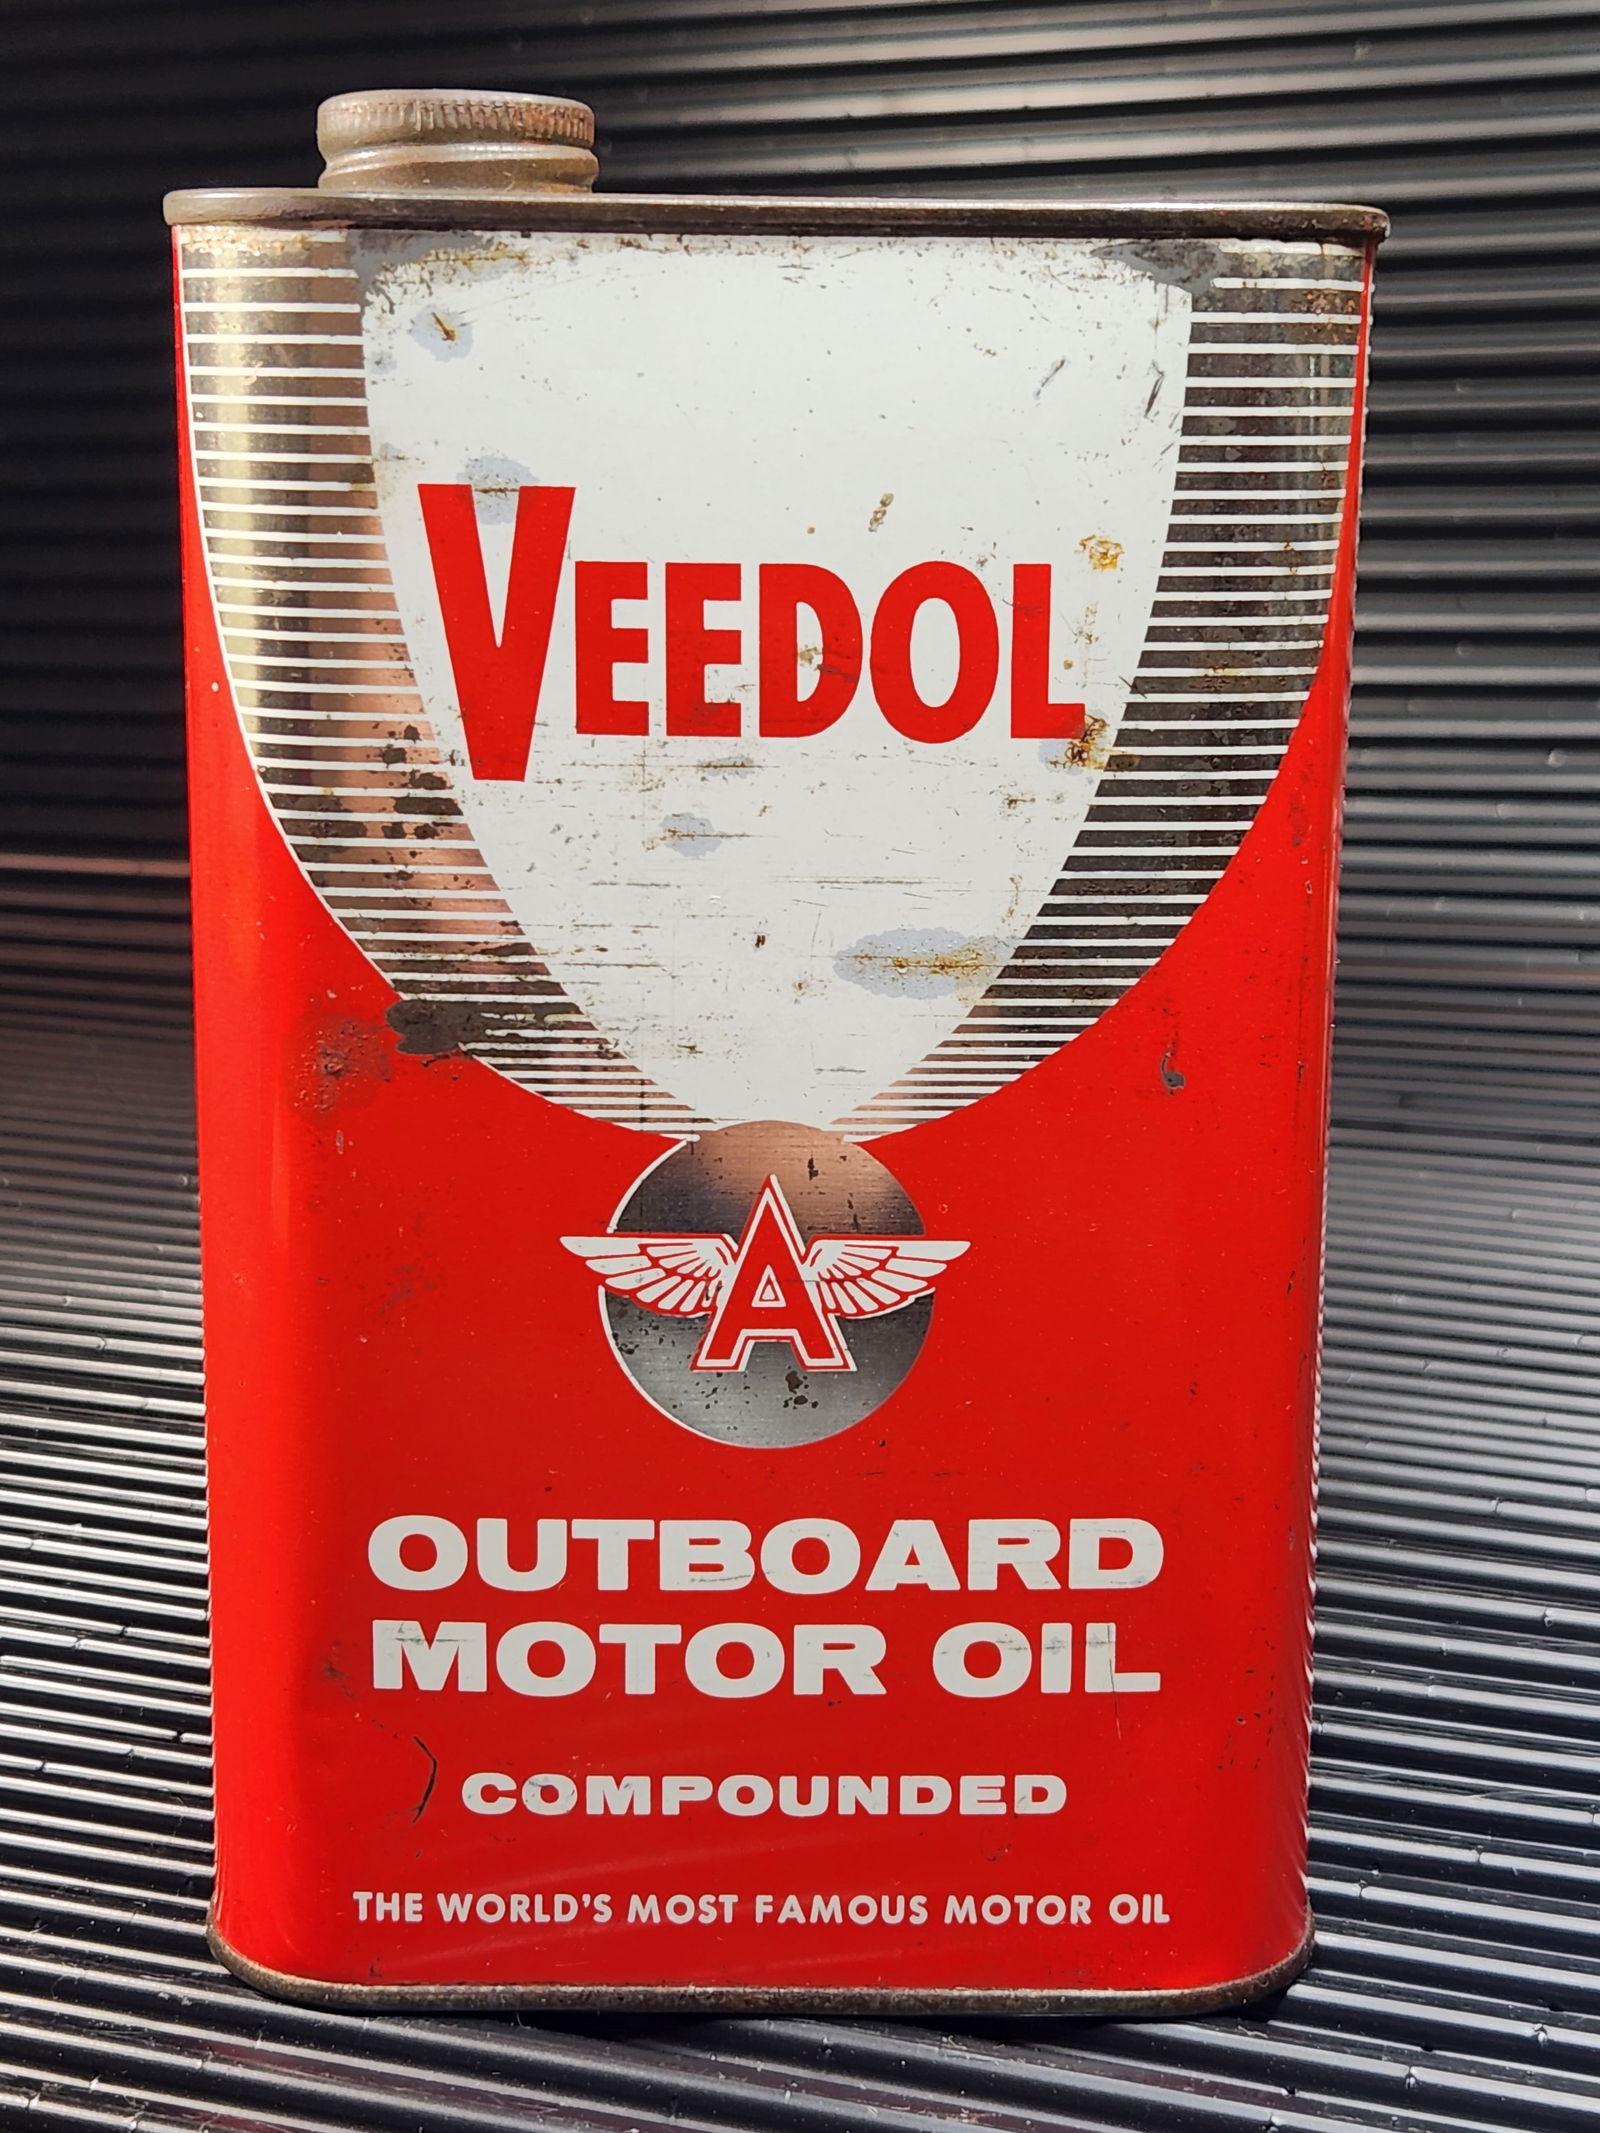 VEEDOL
A
OUTBOARD
MOTOR OIL
COMPOUNDED
THE WORLD'S MOST FAMOUS MOTOR OIL